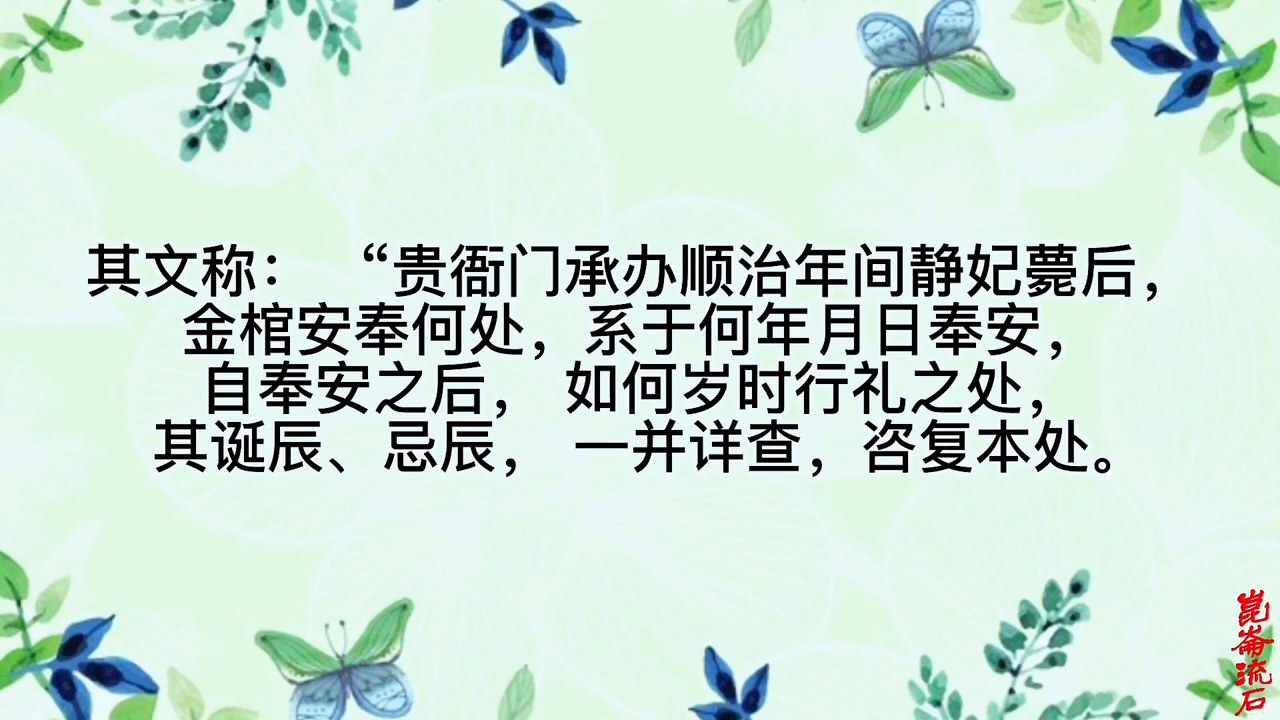 其文称： “贵衙门承办顺治年间静妃薨后，
金棺安奉何处，系于何年月日奉安，
自奉安之后， 如何岁时行礼之处，
其诞辰、忌辰， 一并详查，咨复本处。
崑崙流石